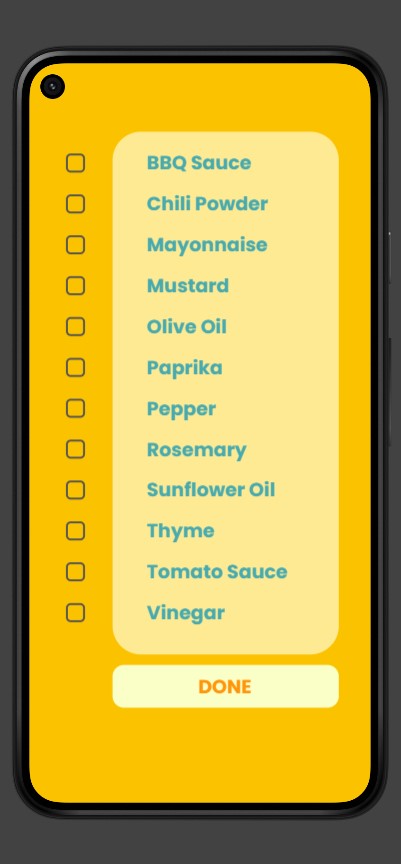 BBQ Sauce
Chili Powder
Mayonnaise
Mustard
Olive Oil
Paprika
Pepper
Rosemary
Sunflower Oil
Thyme
Tomato Sauce
Vinegar
DONE